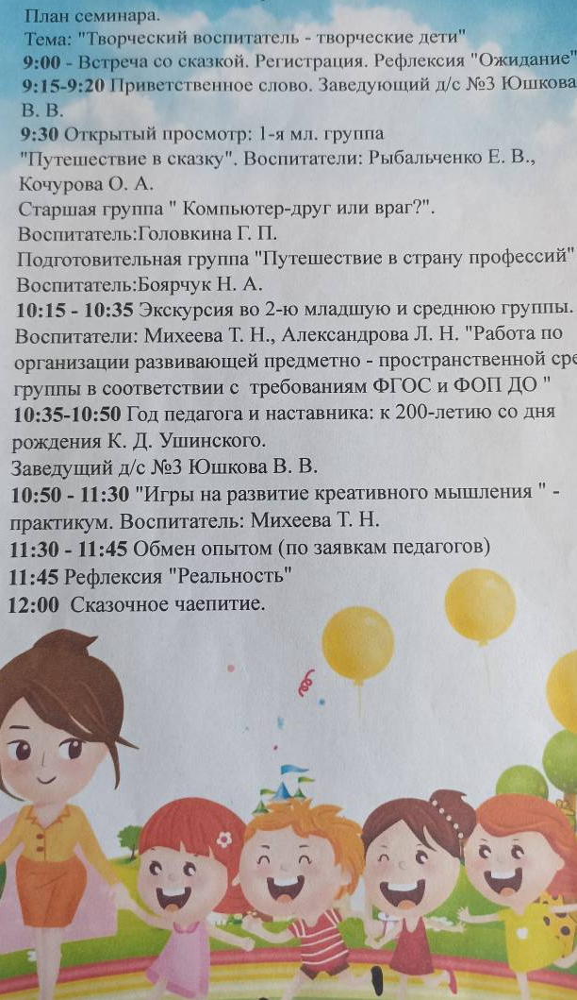 План семинара.
Тема: "Творческий воспитатель - творческие дети"
9:00 - Встреча со сказкой. Регистрация. Рефлексия "Ожидание"
9:15-9:20 Приветственное слово. Заведующий д/с №3 Юшкова
В. В.
9:30 Открытый просмотр: 1-я мл. группа
"Путешествие в сказку". Воспитатели: Рыбальченко Е. В.,
Кочурова О. А.
Старшая группа " Компьютер-друг или враг?".
Воспитатель:Головкина Г. П.
Подготовительная группа "Путешествие в страну профессий"
Воспитатель:Боярчук Н. А.
10:15 - 10:35 Экскурсия во 2-ю младшую и среднюю группы.
Воспитатели: Михеева Т. Н., Александрова Л. Н. "Работа по
организации развивающей предметно - пространственной сре
группы в соответствии с требованиям ФГОС и ФОП ДО "
10:35-10:50 Год педагога и наставника: к 200-летию со дня
рождения К. Д. Ушинского.
Заведущий д/с №3 Юшкова В. В.
10:50 - 11:30 "Игры на развитие креативного мышления " -
практикум. Воспитатель: Михеева Т. Н.
11:30 - 11:45 Обмен опытом (по заявкам педагогов)
11:45 Рефлексия "Реальность"
12:00 Сказочное чаепитие.